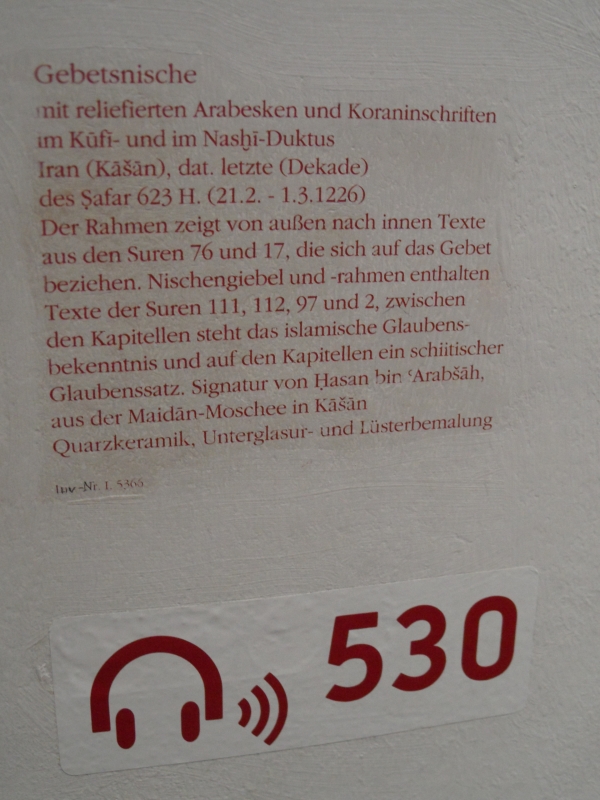 Gebetsnische
mit reliefierten Arabesken und Koraninschriften
im Kūfī- und im Nasḫī-Duktus
Iran (Kāšān), dat. letzte (Dekade)
des Ṣafar 623 H. (21.2. - 1.3.1226)
Der Rahmen zeigt von außen nach innen Texte
aus den Suren 76 und 17, die sich auf das Gebet
beziehen. Nischengiebel und -rahmen enthalten
Texte der Suren 111, 112, 97 und 2, zwischen
den Kapitellen steht das islamische Glaubens-
bekenntnis und auf den Kapitellen ein schiitischer
Glaubenssatz. Signatur von Ḥasan bin ʿArabšāh,
aus der Maidān-Moschee in Kāšān
Quarzkeramik, Unterglasur- und Lüsterbemalung
Inv.-Nr. I. 5366
530